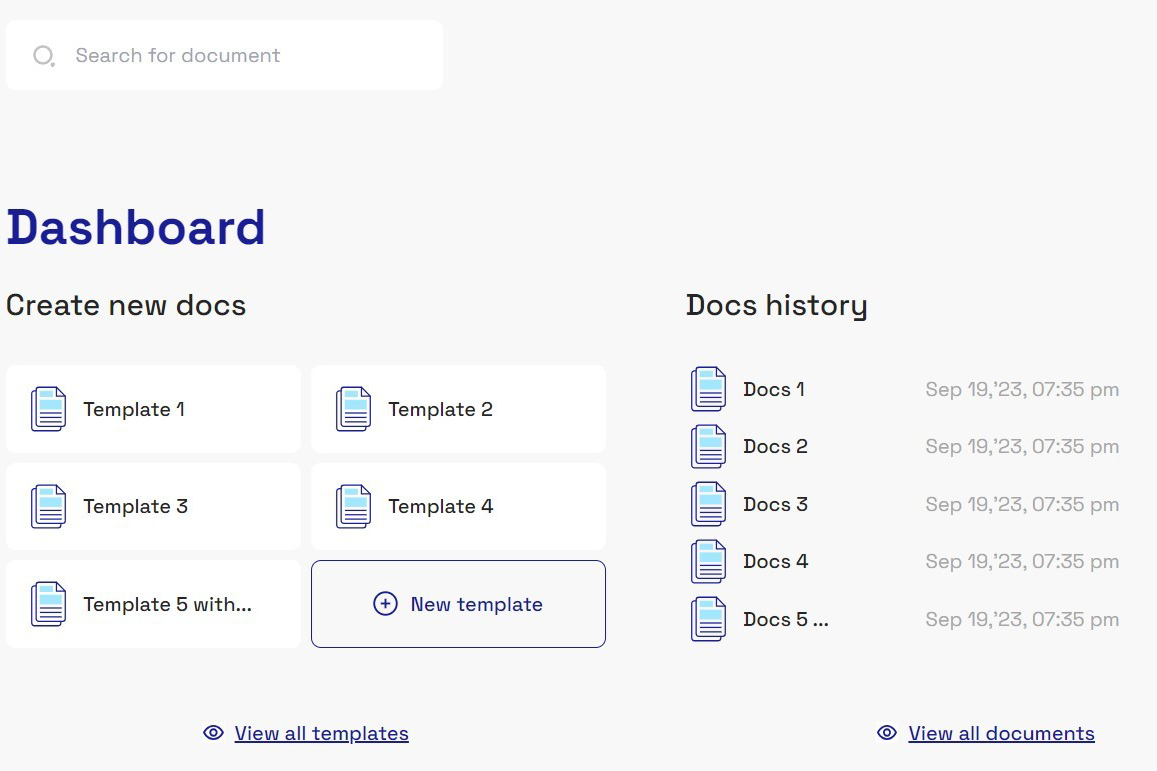 Search for document
Dashboard
Create new docs
Template 1
Template 2
Template 3
Template 4
Template 5 with...
New template
View all templates
Docs history
Docs 1 Sep 19,’23, 07:35 pm
Docs 2 Sep 19,’23, 07:35 pm
Docs 3 Sep 19,’23, 07:35 pm
Docs 4 Sep 19,’23, 07:35 pm
Docs 5 ... Sep 19,’23, 07:35 pm
View all documents